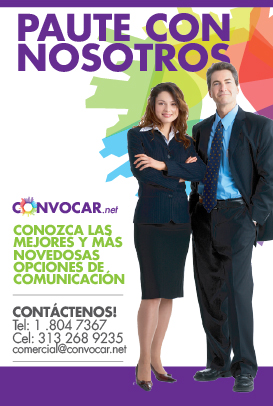 PAUTE CON
NOSOTROS
CONVOCAR.net
CONOZCA LAS
MEJORES Y MÁS
NOVEDOSAS
OPCIONES DE
COMUNICACIÓN
CONTÁCTENOS!
Tel: 1 .804 7367
Cel: 313 268 9235
comercial@convocar.net